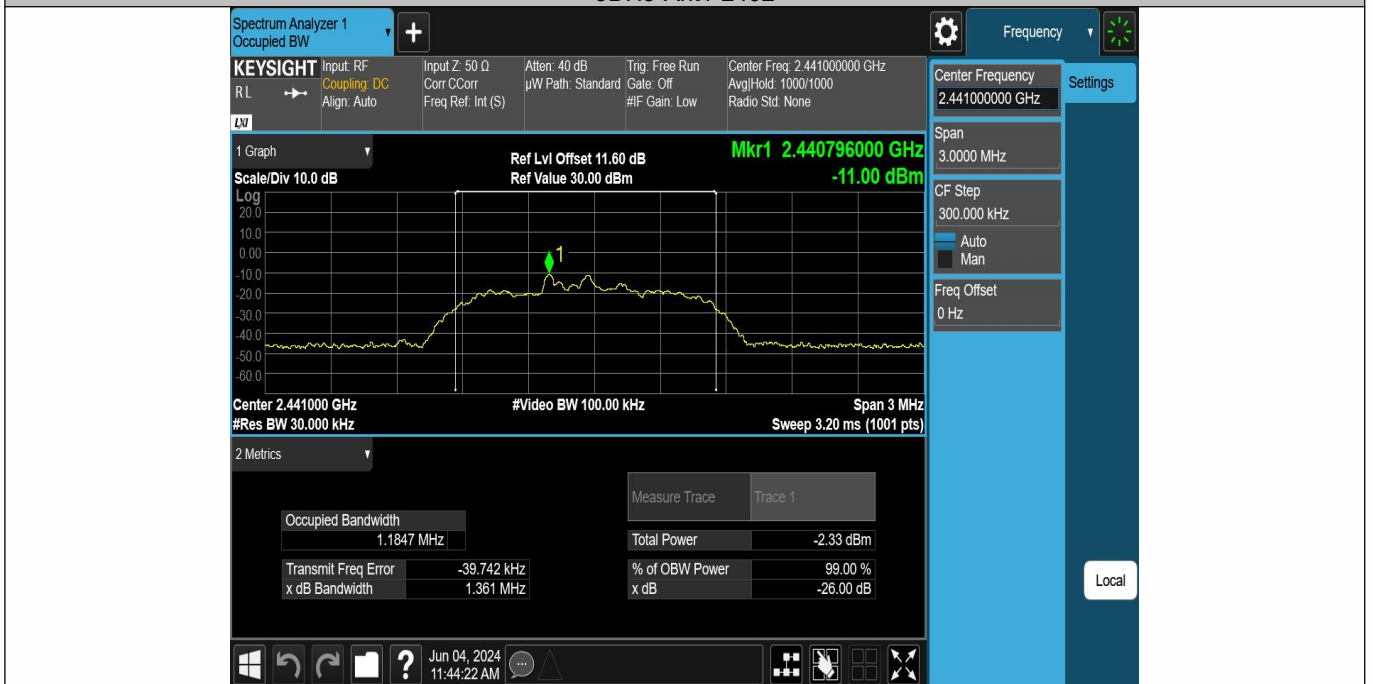 Spectrum Analyzer 1
Occupied BW
Frequency
KEYSIGHT
R L
LXI
Input: RF
Coupling: DC
Align: Auto
Input Z: 50 Ω
Corr CCorr
Freq Ref: Int (S)
Atten: 40 dB
µW Path: Standard
Trig: Free Run
Gate: Off
#IF Gain: Low
Center Freq: 2.441000000 GHz
Avg|Hold: 1000/1000
Radio Std: None
Center Frequency
2.441000000 GHz
Settings
Span
3.0000 MHz
CF Step
300.000 kHz
Auto
Man
Freq Offset
0 Hz
Local
1 Graph
Scale/Div 10.0 dB
Ref Lvl Offset 11.60 dB
Ref Value 30.00 dBm
Mkr1 2.440796000 GHz
-11.00 dBm
Log
20.0
10.0
0.00
-10.0
-20.0
-30.0
-40.0
-50.0
-60.0
1
Center 2.441000 GHz
#Res BW 30.000 kHz
#Video BW 100.00 kHz
Span 3 MHz
Sweep 3.20 ms (1001 pts)
2 Metrics
Measure Trace Trace 1
Occupied Bandwidth
1.1847 MHz
Total Power -2.33 dBm
Transmit Freq Error -39.742 kHz
% of OBW Power 99.00 %
x dB Bandwidth 1.361 MHz
x dB -26.00 dB
?
Jun 04, 2024
11:44:22 AM